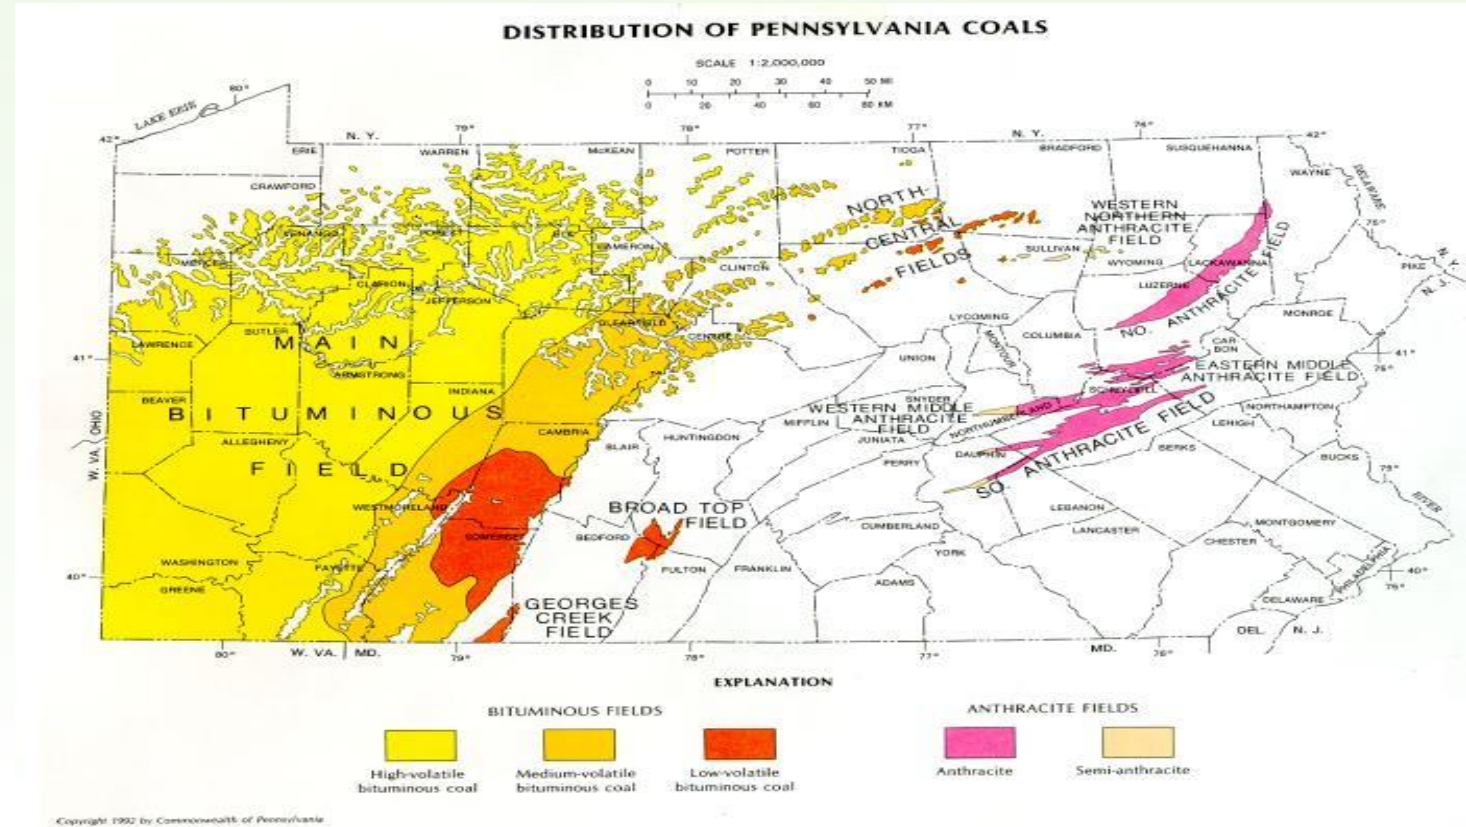 DISTRIBUTION OF PENNSYLVANIA COALS
SCALE 1:2,000,000
0 10 20 30 40 50 MI
0 20 40 60 80 KM
LAKE ERIE
80°
42°
N. Y.
79°
78°
77°
N. Y.
76°
42°
ERIE
WARREN
McKEAN
POTTER
TIOGA
BRADFORD
SUSQUEHANNA
WAYNE
DELAWARE
CRAWFORD
NORTH-
CENTRAL
FIELDS
WESTERN
NORTHERN
ANTHRACITE
FIELD
75°
VENANGO
FOREST
ELK
CAMERON
SULLIVAN
WYOMING
LACKAWANNA
PIKE
N. Y.
N. J.
MERCER
CLARION
CLINTON
JEFFERSON
LUZERNE
NO. ANTHRACITE FIELD
MONROE
LYCOMING
COLUMBIA
MONTOUR
CLEARFIELD
CENTRE
BUTLER
LAWRENCE
MAIN
41°
UNION
CARBON
41°
75°
EASTERN MIDDLE
ANTHRACITE FIELD
ARMSTRONG
INDIANA
BEAVER
BITUMINOUS
SNYDER
SCHUYLKILL
WESTERN MIDDLE
ANTHRACITE
FIELD
NORTHUMBERLAND
NORTHAMPTON
LEHIGH
MIFFLIN
JUNIATA
CAMBRIA
BLAIR
HUNTINGDON
ALLEGHENY
OHIO
W. VA.
FIELD
PERRY
DAUPHIN
SO. ANTHRACITE FIELD
BERKS
BUCKS
75°
RIVER
WESTMORELAND
BROAD TOP
FIELD
LEBANON
LANCASTER
MONTGOMERY
CHESTER
CUMBERLAND
SOMERSET
BEDFORD
YORK
WASHINGTON
FAYETTE
FULTON
FRANKLIN
ADAMS
PHILADELPHIA
40°
40°
75°
GREENE
DELAWARE
GEORGES
CREEK
FIELD
DEL.
N. J.
80°
W. VA.
MD.
79°
78°
77°
MD.
76°
EXPLANATION
BITUMINOUS FIELDS
ANTHRACITE FIELDS
High-volatile
bituminous coal
Medium-volatile
bituminous coal
Low-volatile
bituminous coal
Anthracite
Semi-anthracite
Copyright 1992 by Commonwealth of Pennsylvania